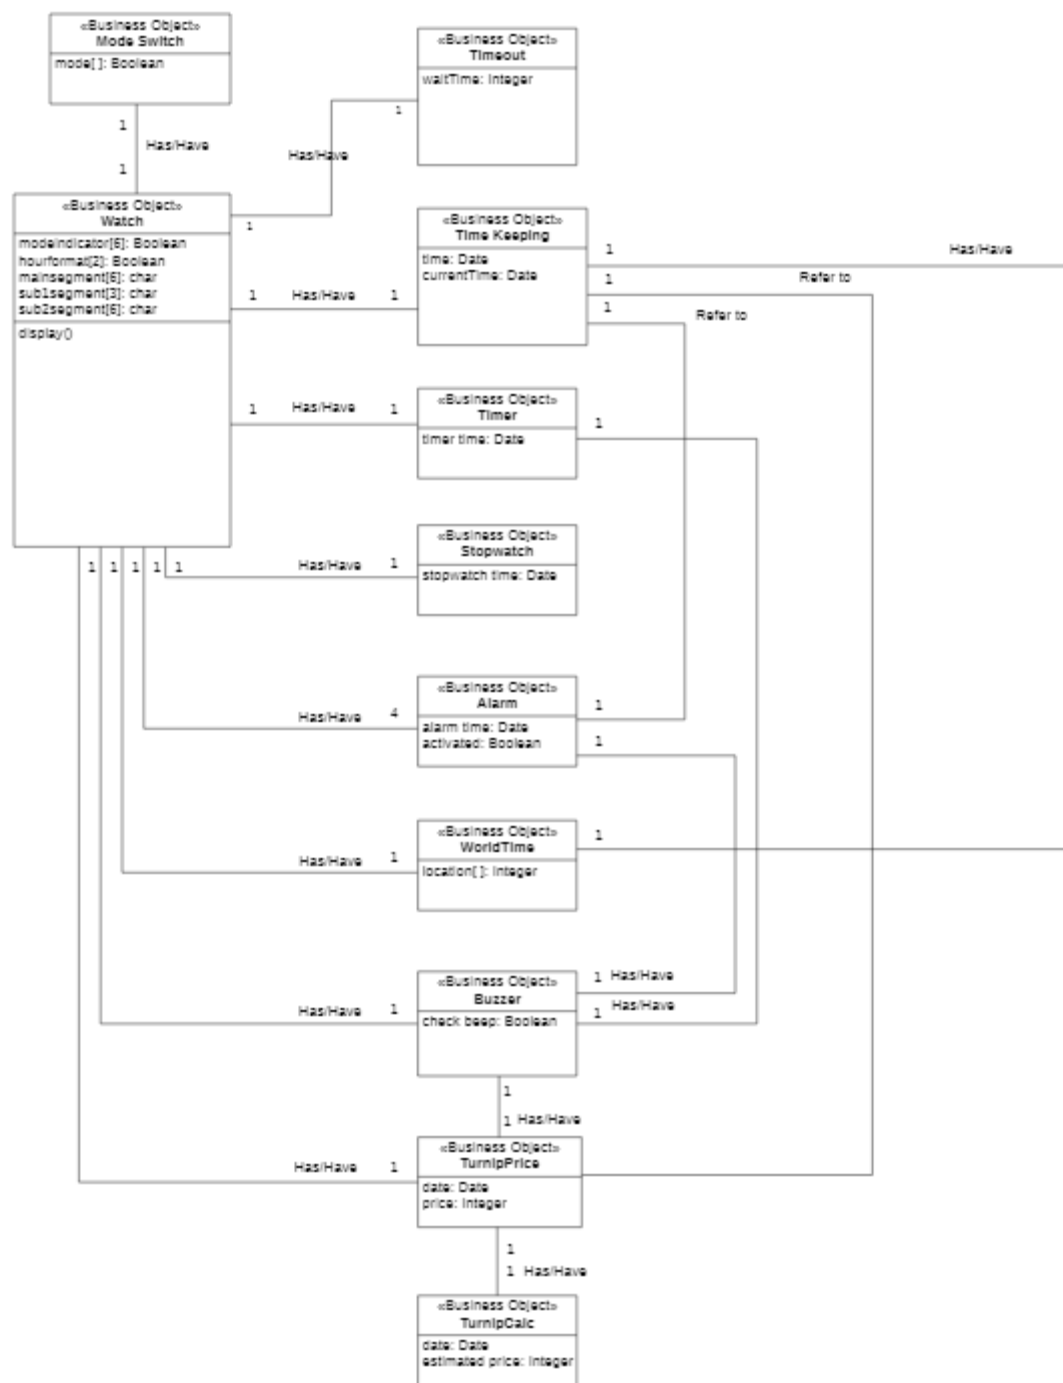 «Business Object»
Mode Switch
mode[ ]: Boolean
1
Has/Have
1
«Business Object»
Timeout
waitTime: Integer
1
Has/Have
1
«Business Object»
Watch
modeindicator[6]: Boolean
hourformat[2]: Boolean
mainsegment[6]: char
sub1segment[3]: char
sub2segment[6]: char
display()
«Business Object»
Time Keeping
time: Date
currentTime: Date
1
Has/Have
1
Refer to
1
Refer to
1
Has/Have
1
«Business Object»
Timer
timer time: Date
1
Has/Have
1
1
«Business Object»
Stopwatch
stopwatch time: Date
1 1 1 1 1 1
Has/Have
1
«Business Object»
Alarm
alarm time: Date
activated: Boolean
Has/Have
4
1
1
«Business Object»
WorldTime
location[ ]: Integer
Has/Have
1
1
«Business Object»
Buzzer
check beep: Boolean
Has/Have
1
1 Has/Have
1 Has/Have
1
1 Has/Have
«Business Object»
TurnipPrice
date: Date
price: Integer
Has/Have
1
1
1 Has/Have
«Business Object»
TurnipCalc
date: Date
estimated price: Integer